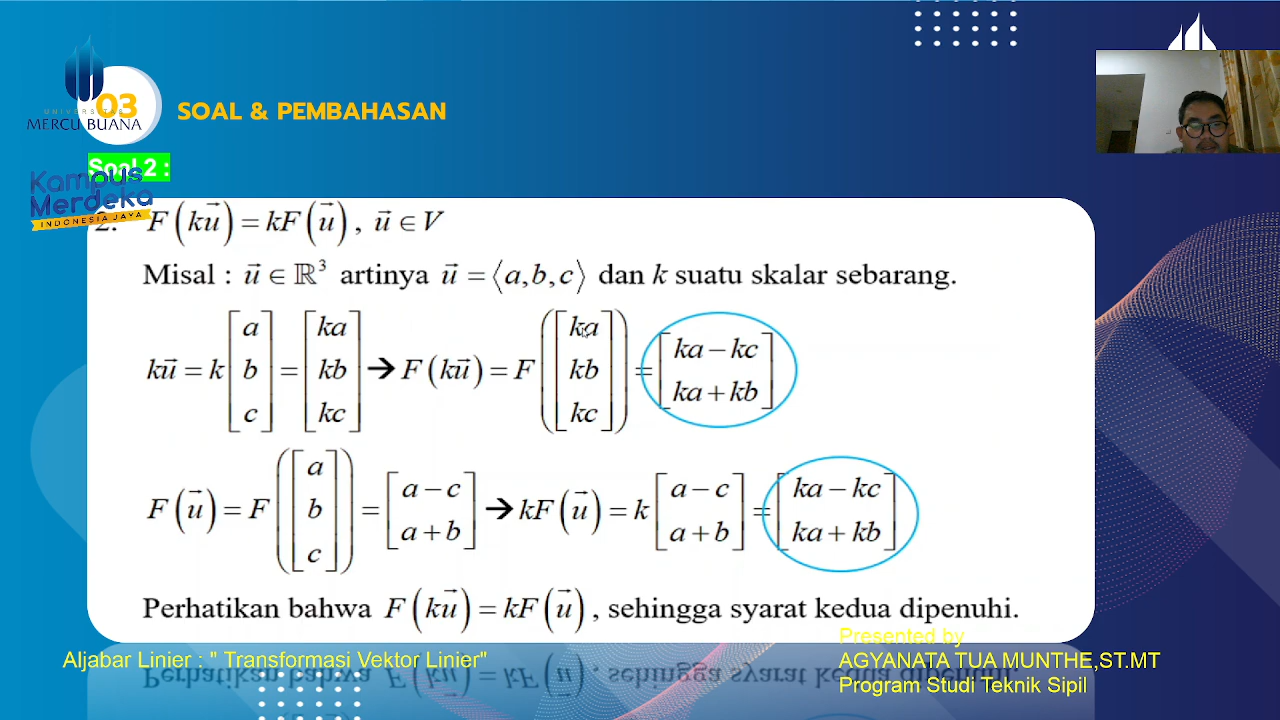 UNIVERSITAS
MERCU BUANA
03
SOAL & PEMBAHASAN
Soal 2 :
Kampus
Merdeka
INDONESIA JAYA
2. F(ku⃗) = kF(u⃗), u⃗ ∈ V
Misal : u⃗ ∈ ℝ³ artinya u⃗ = ⟨a, b, c⟩ dan k suatu skalar sebarang.
ku⃗ = k[a; b; c] = [ka; kb; kc] → F(ku⃗) = F([ka; kb; kc]) = [ka − kc; ka + kb]
F(u⃗) = F([a; b; c]) = [a − c; a + b] → kF(u⃗) = k[a − c; a + b] = [ka − kc; ka + kb]
Perhatikan bahwa F(ku⃗) = kF(u⃗), sehingga syarat kedua dipenuhi.
Aljabar Linier : " Transformasi Vektor Linier"
Presented by
AGYANATA TUA MUNTHE,ST.MT
Program Studi Teknik Sipil